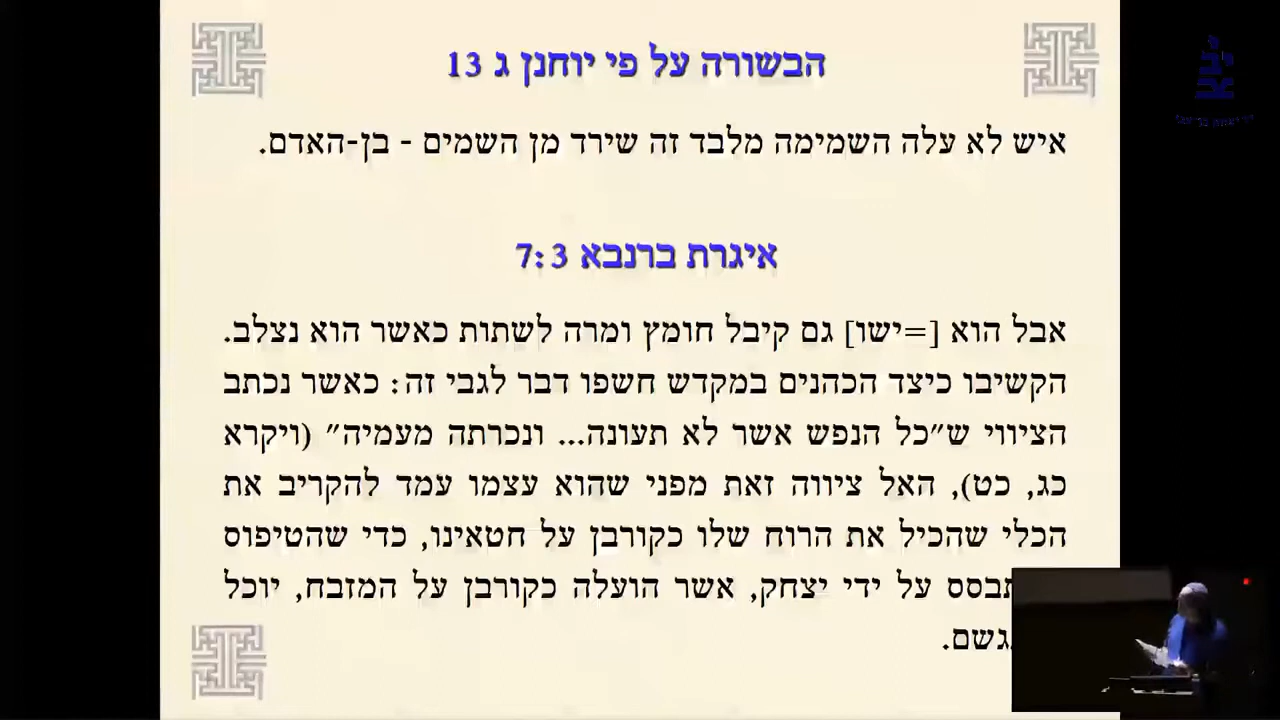 הבשורה על פי יוחנן ג 13
איש לא עלה השמימה מלבד זה שירד מן השמים - בן-האדם.
איגרת ברנבא 7:3
אבל הוא [=ישו] גם קיבל חומץ ומרה לשתות כאשר הוא נצלב.
הקשיבו כיצד הכהנים במקדש חשפו דבר לגבי זה: כאשר נכתב
הציווי ש"כל הנפש אשר לא תעונה... ונכרתה מעמיה" (ויקרא
כג, כט), האל ציווה זאת מפני שהוא עצמו עמד להקריב את
הכלי שהכיל את הרוח שלו כקורבן על חטאינו, כדי שהטיפוס
על ידי יצחק, אשר הועלה כקורבן על המזבח, יוכל